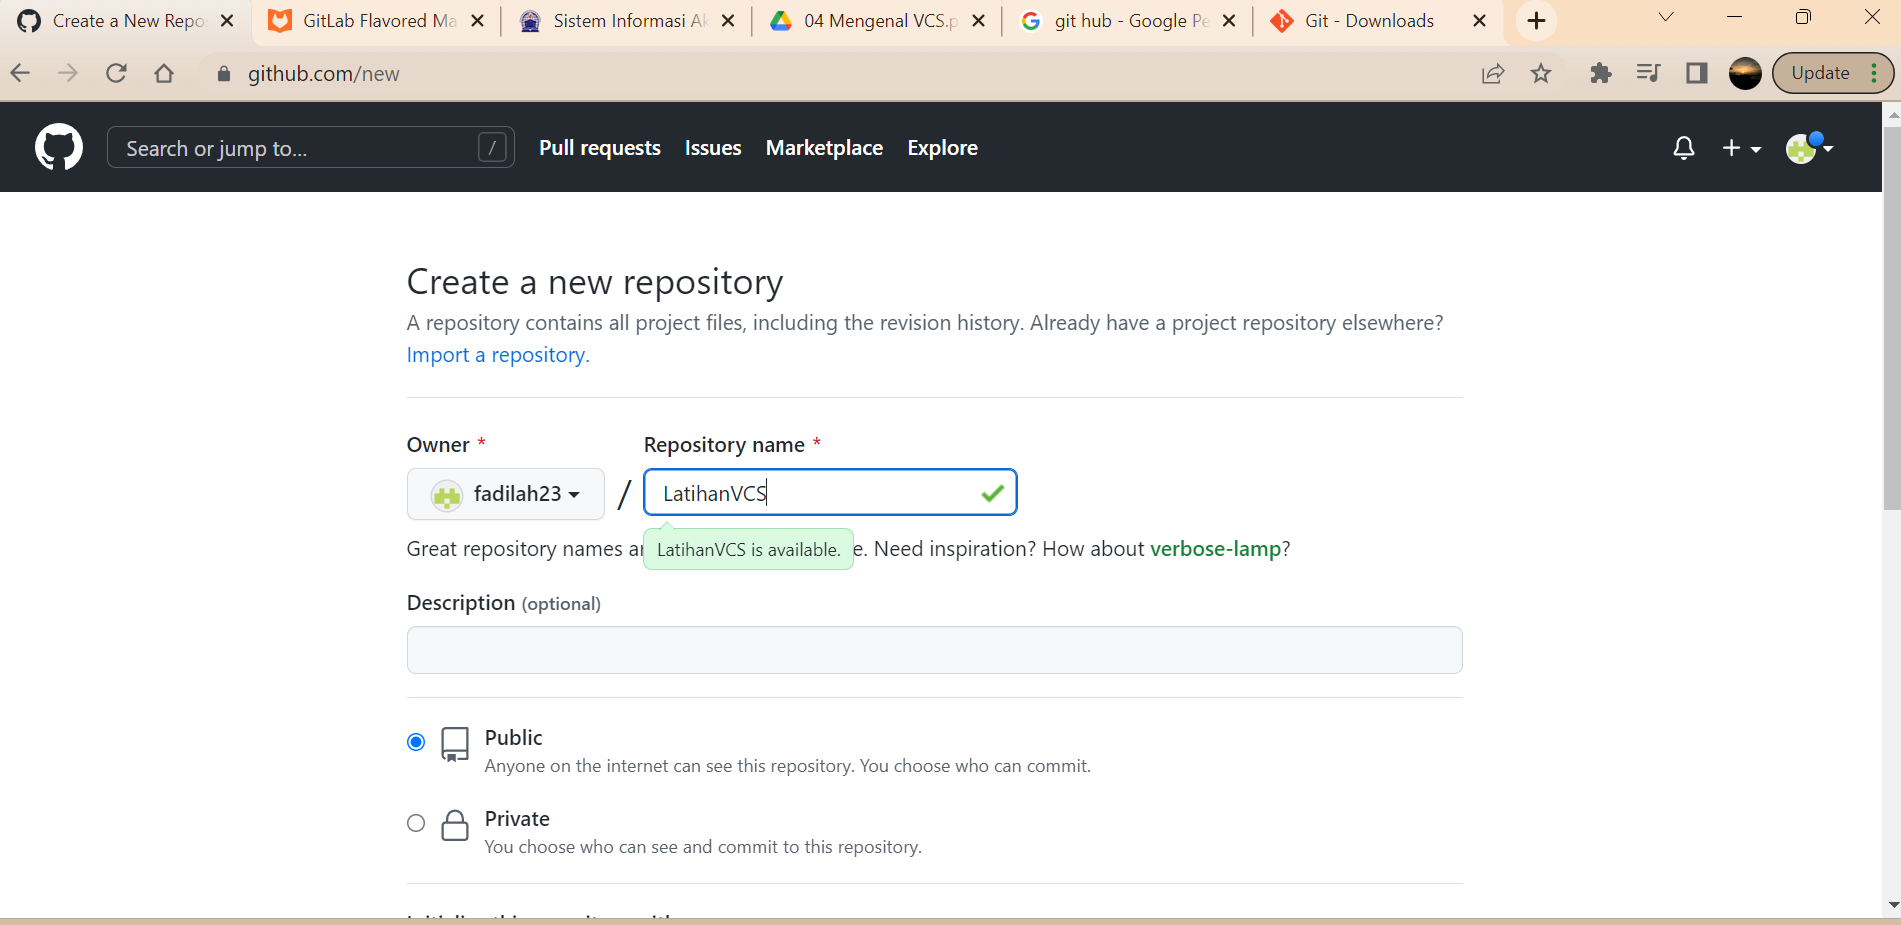 Create a New Repo
GitLab Flavored Ma
Sistem Informasi Ak
04 Mengenal VCS.p
git hub - Google Pe
Git - Downloads
github.com/new
Update
Search or jump to...
/
Pull requests
Issues
Marketplace
Explore
Create a new repository
A repository contains all project files, including the revision history. Already have a project repository elsewhere?
Import a repository.
Owner *
Repository name *
fadilah23
/
LatihanVCS
Great repository names a
LatihanVCS is available.
e. Need inspiration? How about verbose-lamp?
Description (optional)
Public
Anyone on the internet can see this repository. You choose who can commit.
Private
You choose who can see and commit to this repository.